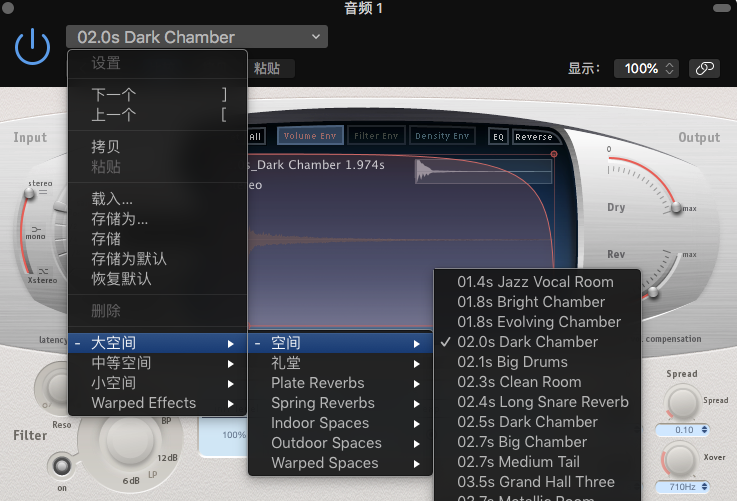 音频 1
02.0s Dark Chamber
设置
粘贴
显示：
100%
下一个 ]
上一个 [
拷贝
粘贴
载入...
存储为...
存储
存储为默认
恢复默认
删除
- 大空间
中等空间
小空间
Warped Effects
- 空间
礼堂
Plate Reverbs
Spring Reverbs
Indoor Spaces
Outdoor Spaces
Warped Spaces
01.4s Jazz Vocal Room
01.8s Bright Chamber
01.8s Evolving Chamber
✓ 02.0s Dark Chamber
02.1s Big Drums
02.3s Clean Room
02.4s Long Snare Reverb
02.5s Dark Chamber
02.7s Big Chamber
02.7s Medium Tail
03.5s Grand Hall Three
03.7s Metallic Room
Input
stereo
mono
Xstereo
latency
All
Volume Env
Filter Env
Density Env
EQ
Reverse
s_Dark Chamber 1.974s
eo
Output
0
Dry
max
Rev
max
compensation
Spread
Spread
0.10
Xover
710Hz
Filter
on
Reso
BP
12dB
LP
6dB
100%